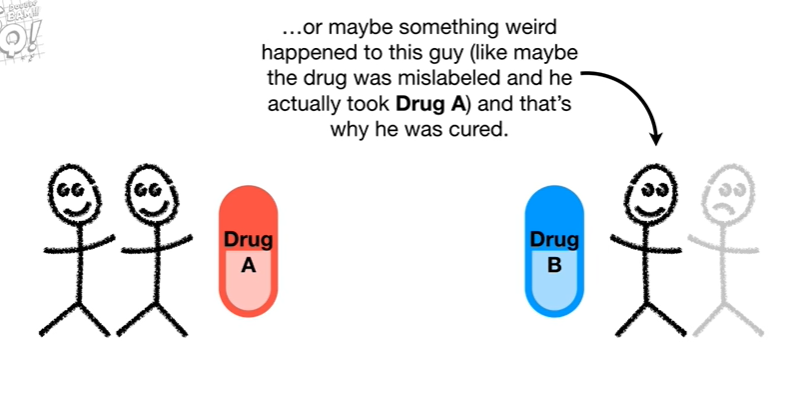 ...or maybe something weird
happened to this guy (like maybe
the drug was mislabeled and he
actually took Drug A) and that's
why he was cured.
Drug
A
Drug
B